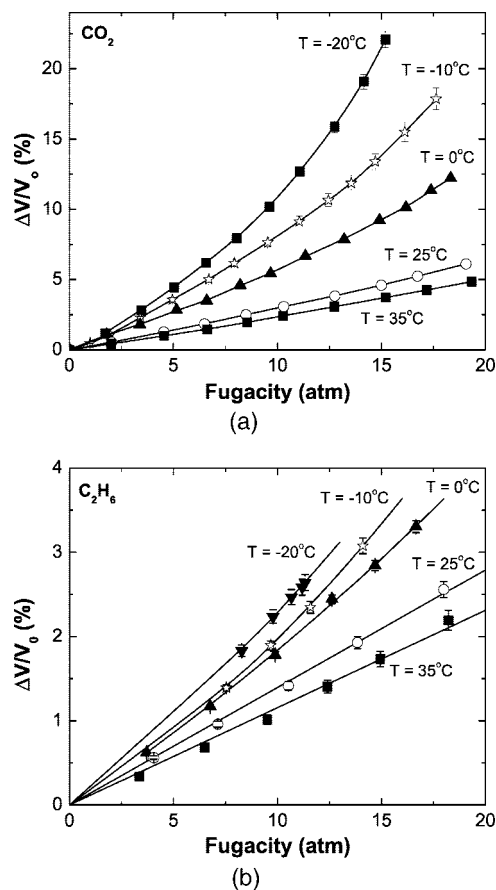 CO₂
T = -20°C
T = -10°C
T = 0°C
T = 25°C
T = 35°C
ΔV/Vₒ (%)
20
15
10
5
0
0 5 10 15 20
Fugacity (atm)
(a)
C₂H₆
T = -10°C
T = 0°C
T = -20°C
T = 25°C
T = 35°C
ΔV/V₀ (%)
4
3
2
1
0
0 5 10 15 20
Fugacity (atm)
(b)